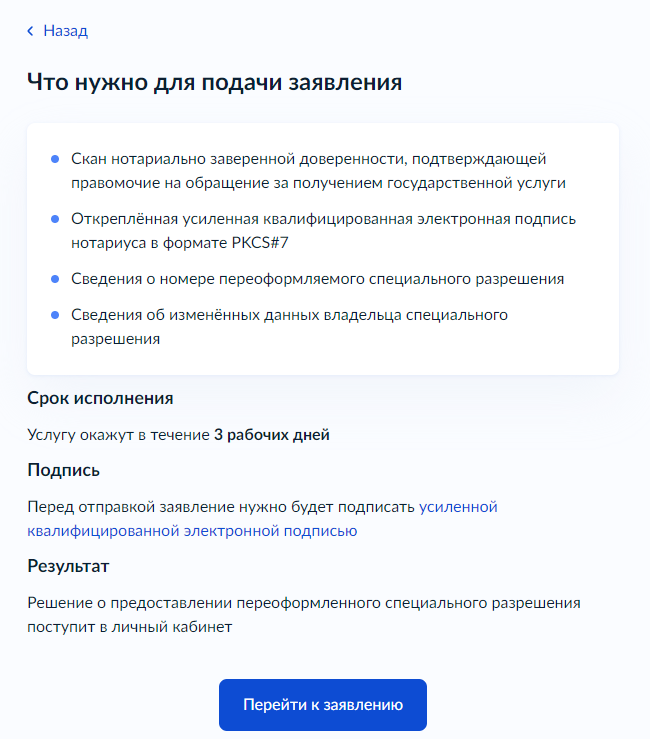 Назад
Что нужно для подачи заявления
Скан нотариально заверенной доверенности, подтверждающей
правомочие на обращение за получением государственной услуги
Откреплённая усиленная квалифицированная электронная подпись
нотариуса в формате PKCS#7
Сведения о номере переоформляемого специального разрешения
Сведения об изменённых данных владельца специального
разрешения
Срок исполнения
Услугу окажут в течение 3 рабочих дней
Подпись
Перед отправкой заявление нужно будет подписать усиленной
квалифицированной электронной подписью
Результат
Решение о предоставлении переоформленного специального разрешения
поступит в личный кабинет
Перейти к заявлению